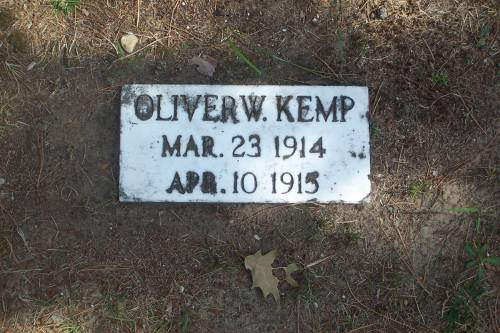 OLIVER W. KEMP
MAR. 23 1914
APR. 10 1915